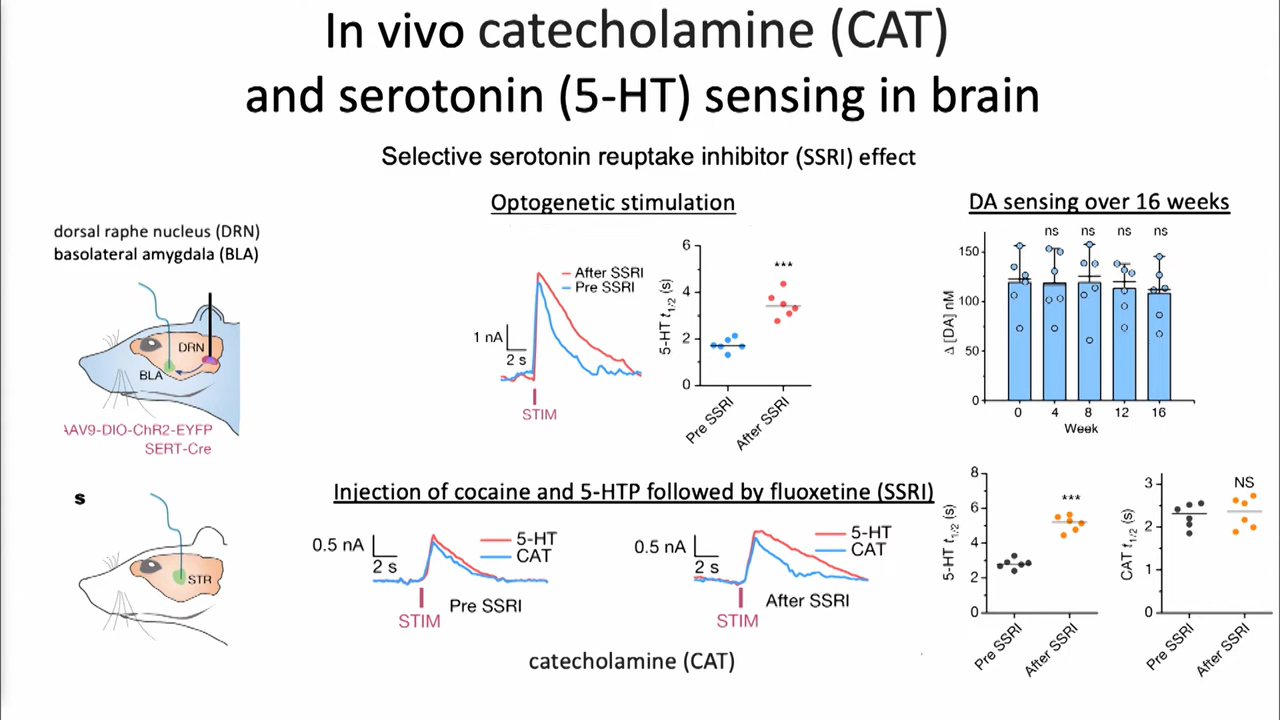 In vivo catecholamine (CAT)
and serotonin (5-HT) sensing in brain
Selective serotonin reuptake inhibitor (SSRI) effect
Optogenetic stimulation
DA sensing over 16 weeks
dorsal raphe nucleus (DRN)
basolateral amygdala (BLA)
DRN
BLA
AAV9-DIO-ChR2-EYFP
SERT-Cre
After SSRI
Pre SSRI
1 nA
2 s
STIM
5-HT t1/2 (s)
6
4
2
0
***
Pre SSRI
After SSRI
Δ [DA] nM
150
100
50
0
ns
ns
ns
ns
0
4
8
12
16
Week
s
STR
Injection of cocaine and 5-HTP followed by fluoxetine (SSRI)
0.5 nA
2 s
5-HT
CAT
STIM
Pre SSRI
0.5 nA
2 s
5-HT
CAT
STIM
After SSRI
catecholamine (CAT)
5-HT t1/2 (s)
8
6
4
2
0
***
Pre SSRI
After SSRI
CAT t1/2 (s)
3
2
1
0
NS
Pre SSRI
After SSRI